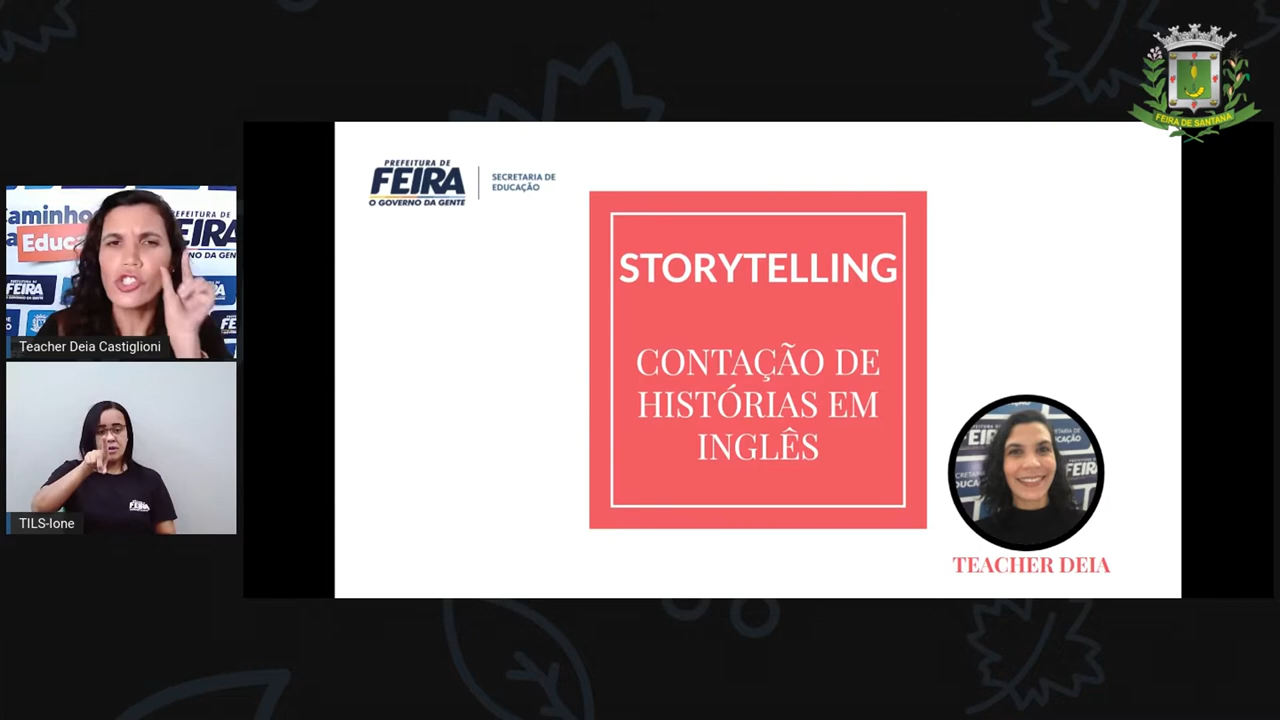 FEIRA DE SANTANA
PREFEITURA DE
FEIRA
O GOVERNO DA GENTE
SECRETARIA DE
EDUCAÇÃO
STORYTELLING
CONTAÇÃO DE
HISTÓRIAS EM
INGLÊS
TEACHER DEIA
Teacher Deia Castiglioni
TILS-Ione